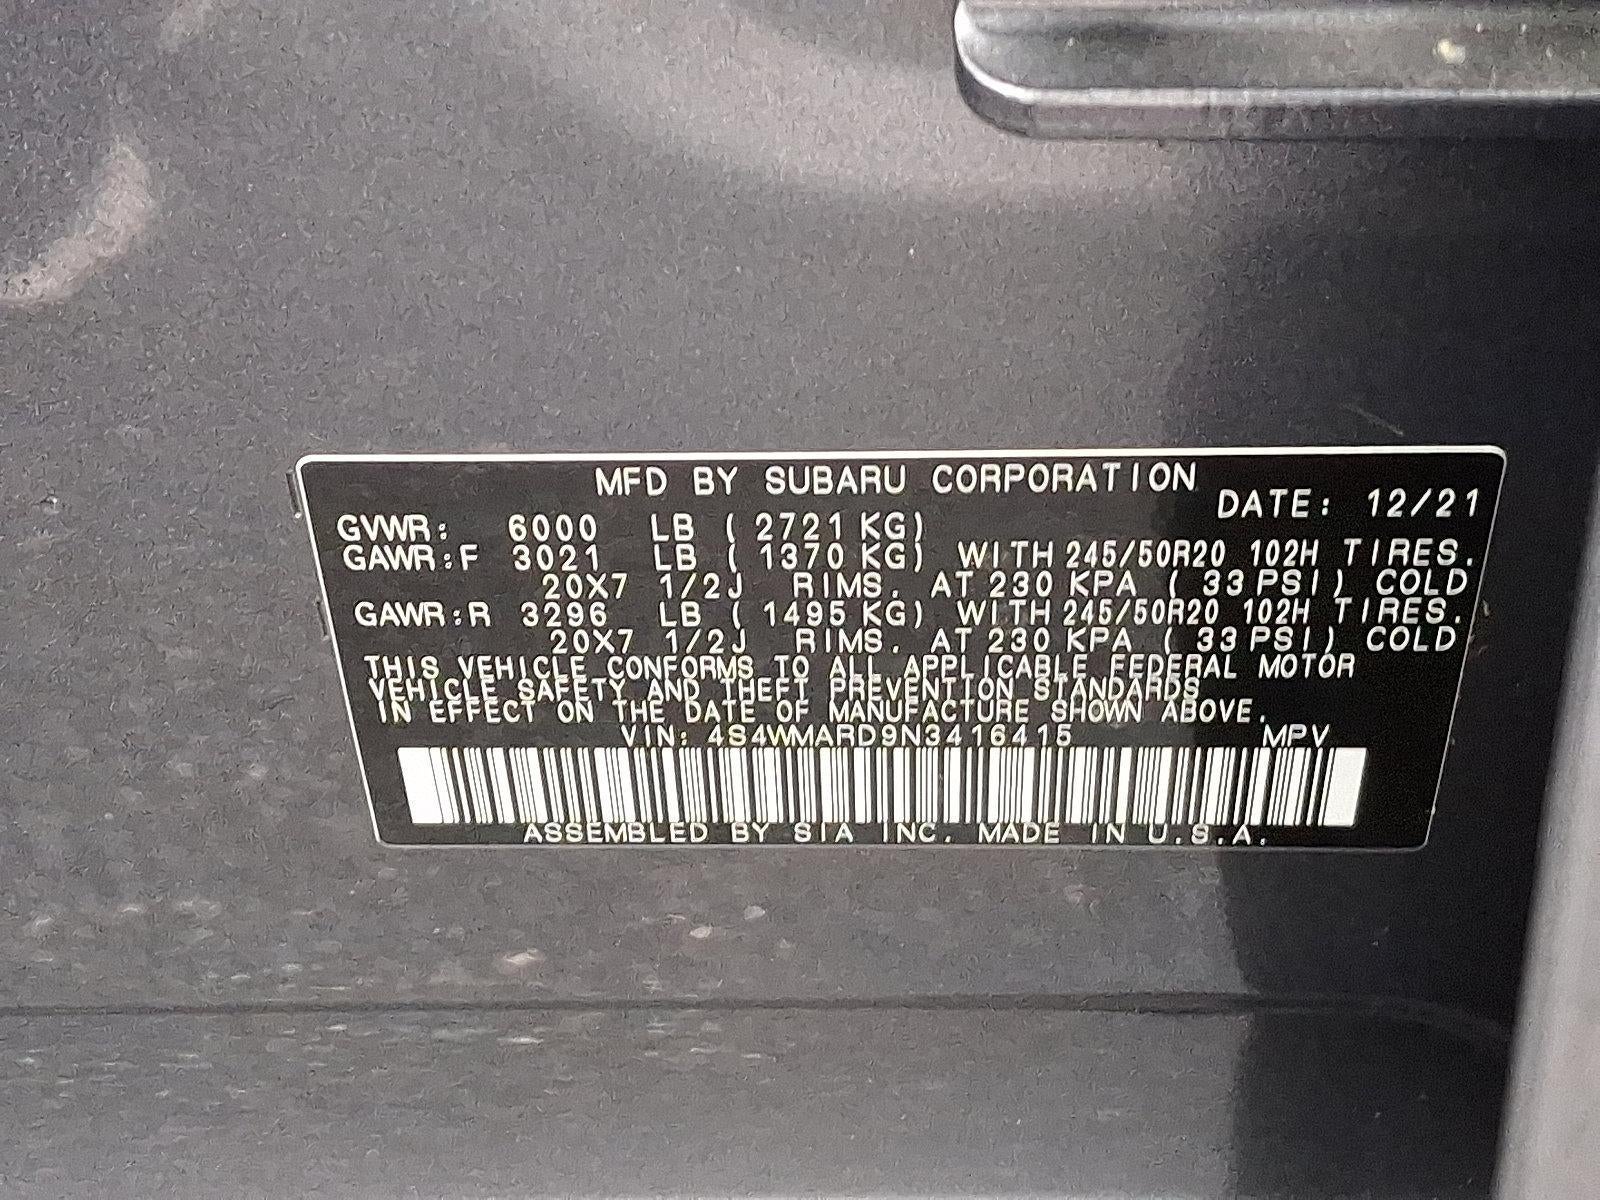 MFD BY SUBARU CORPORATION
DATE: 12/21
GVWR: 6000 LB (2721 KG)
GAWR:F 3021 LB (1370 KG) WITH 245/50R20 102H TIRES.
20X7 1/2J RIMS. AT 230 KPA (33 PSI) COLD
GAWR:R 3296 LB (1495 KG) WITH 245/50R20 102H TIRES.
20X7 1/2J RIMS. AT 230 KPA (33 PSI) COLD
THIS VEHICLE CONFORMS TO ALL APPLICABLE FEDERAL MOTOR
VEHICLE SAFETY AND THEFT PREVENTION STANDARDS
IN EFFECT ON THE DATE OF MANUFACTURE SHOWN ABOVE.
VIN: 4S4WMARD9N3416415 MPV
ASSEMBLED BY SIA INC. MADE IN U.S.A.